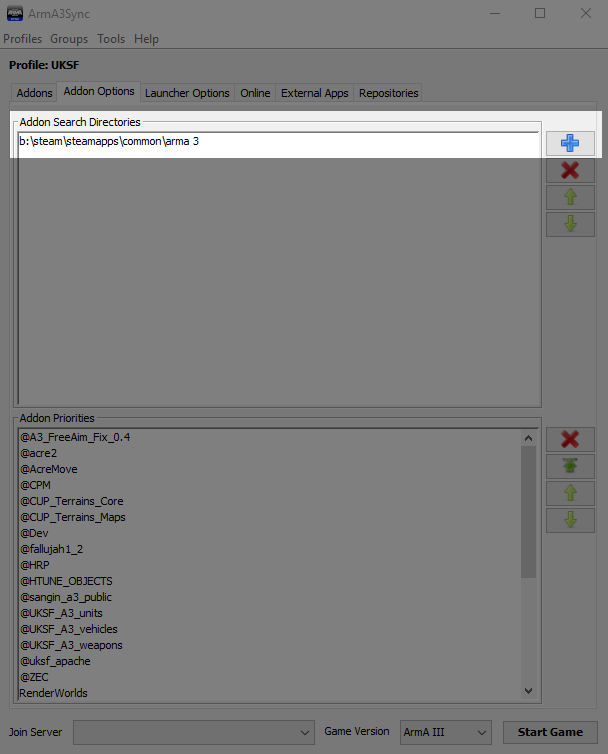 ArmA3Sync
Profiles Groups Tools Help
Profile: UKSF
Addons Addon Options Launcher Options Online External Apps Repositories
Addon Search Directories
b:\steam\steamapps\common\arma 3
Addon Priorities
@A3_FreeAim_Fix_0.4
@acre2
@AcreMove
@CPM
@CUP_Terrains_Core
@CUP_Terrains_Maps
@Dev
@fallujah1_2
@HRP
@HTUNE_OBJECTS
@sangin_a3_public
@UKSF_A3_units
@UKSF_A3_vehicles
@UKSF_A3_weapons
@uksf_apache
@ZEC
RenderWorlds
Join Server Game Version ArmA III Start Game